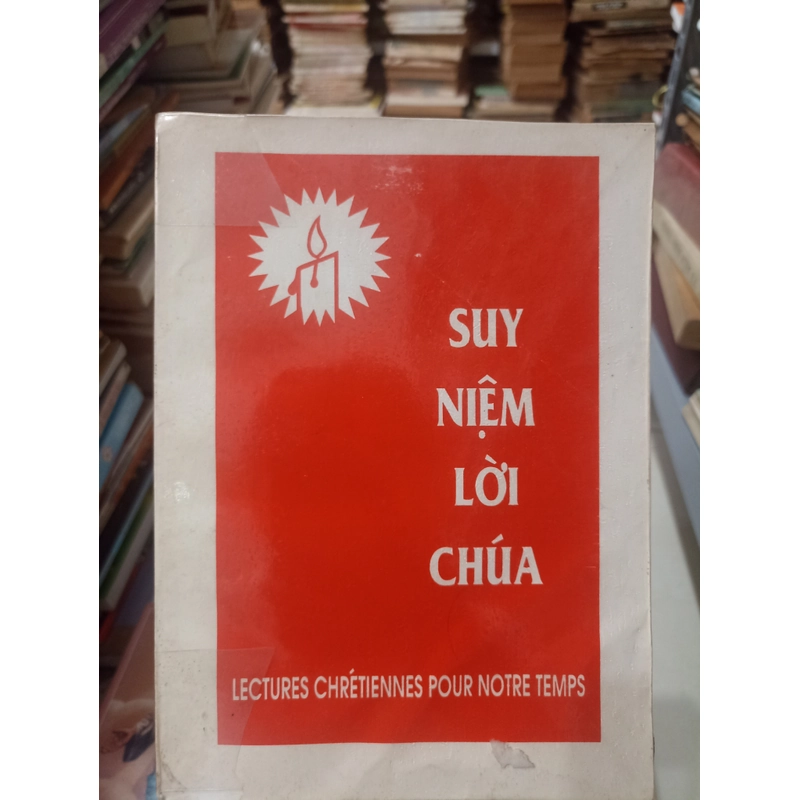 SUY
NIỆM
LỜI
CHÚA
LECTURES CHRÉTIENNES POUR NOTRE TEMPS